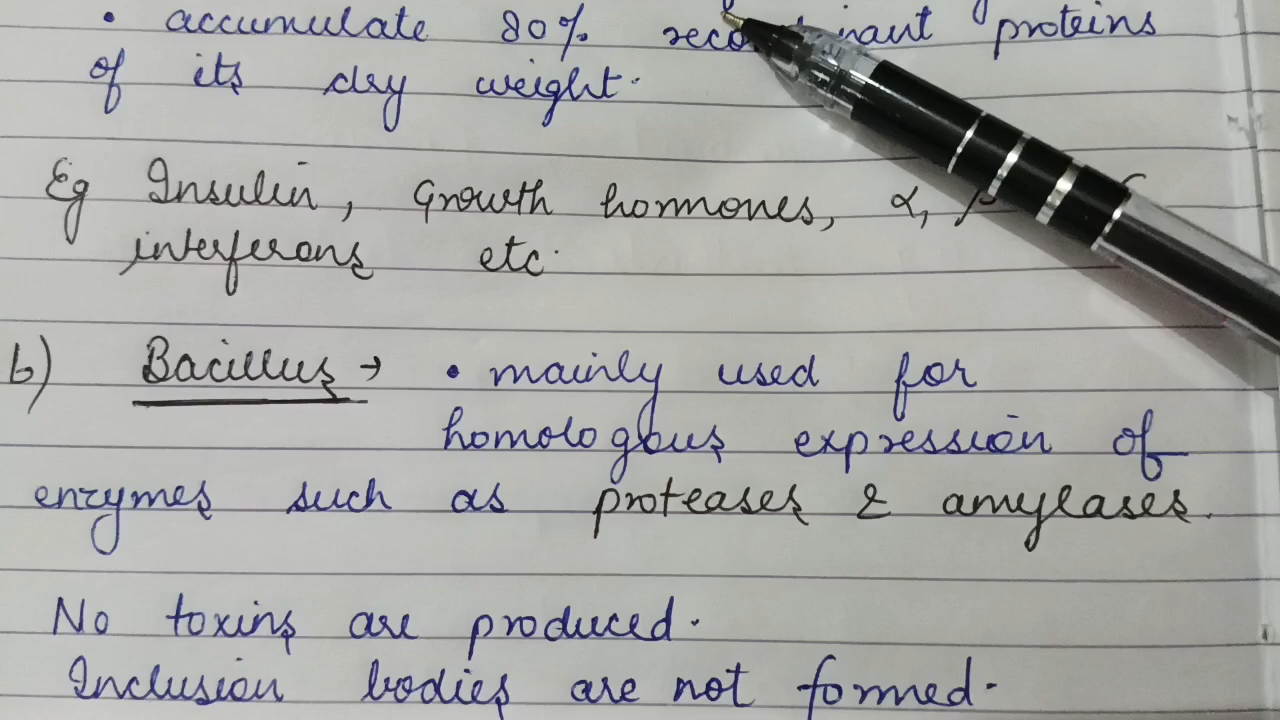 • accumulate 80% proteins
of its dry weight.
Eg Insulin, Growth hormones, α,
interferons etc.
b) Bacillus → • mainly used for
homologous expression of
enzymes such as proteases & amylases.
No toxins are produced.
Inclusion bodies are not formed.